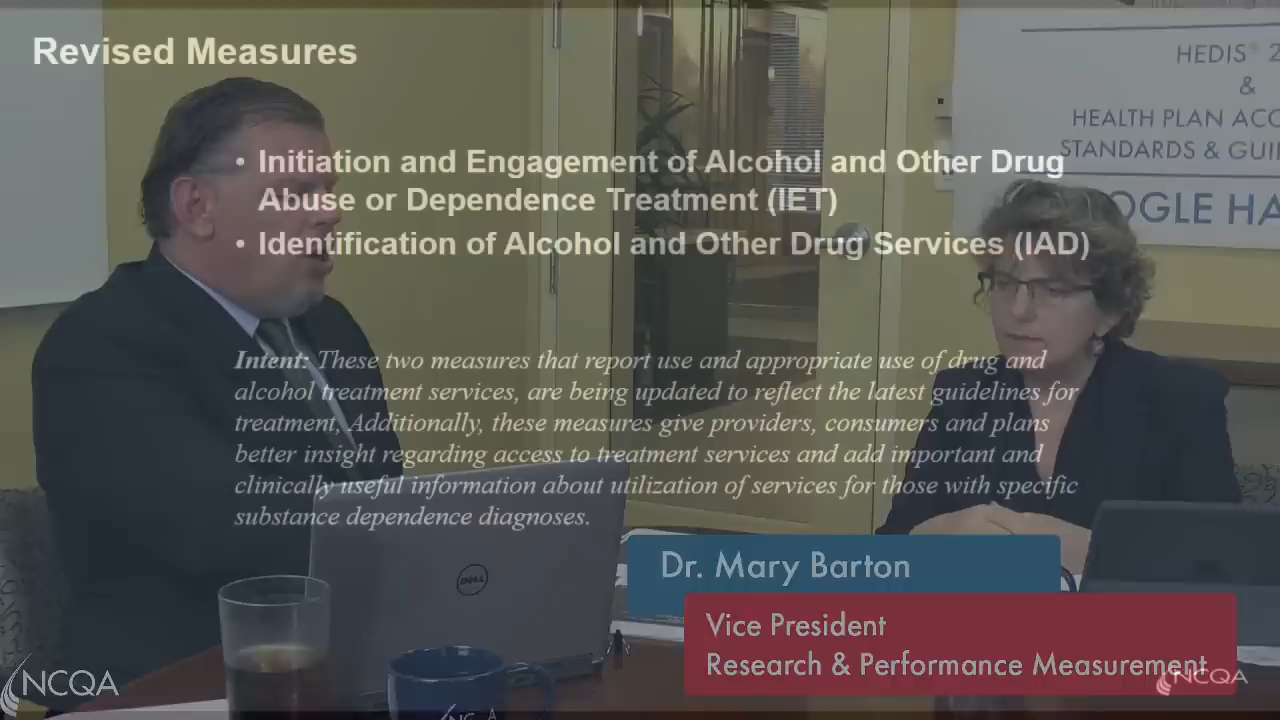 Revised Measures
HEDIS® 2
&
HEALTH PLAN ACC
STANDARDS & GUI
OGLE HA
• Initiation and Engagement of Alcohol and Other Drug
Abuse or Dependence Treatment (IET)
• Identification of Alcohol and Other Drug Services (IAD)
Intent: These two measures that report use and appropriate use of drug and
alcohol treatment services, are being updated to reflect the latest guidelines for
treatment, Additionally, these measures give providers, consumers and plans
better insight regarding access to treatment services and add important and
clinically useful information about utilization of services for those with specific
substance dependence diagnoses.
DELL
Dr. Mary Barton
Vice President
Research & Performance Measurement
NCQA
NCQA